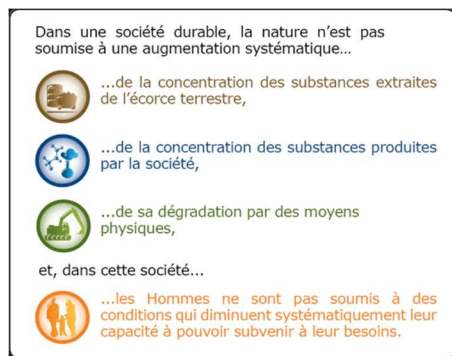 Dans une société durable, la nature n'est pas
soumise à une augmentation systématique...
...de la concentration des substances extraites
de l'écorce terrestre,
...de la concentration des substances produites
par la société,
...de sa dégradation par des moyens
physiques,
et, dans cette société...
...les Hommes ne sont pas soumis à des
conditions qui diminuent systématiquement leur
capacité à pouvoir subvenir à leur besoins.